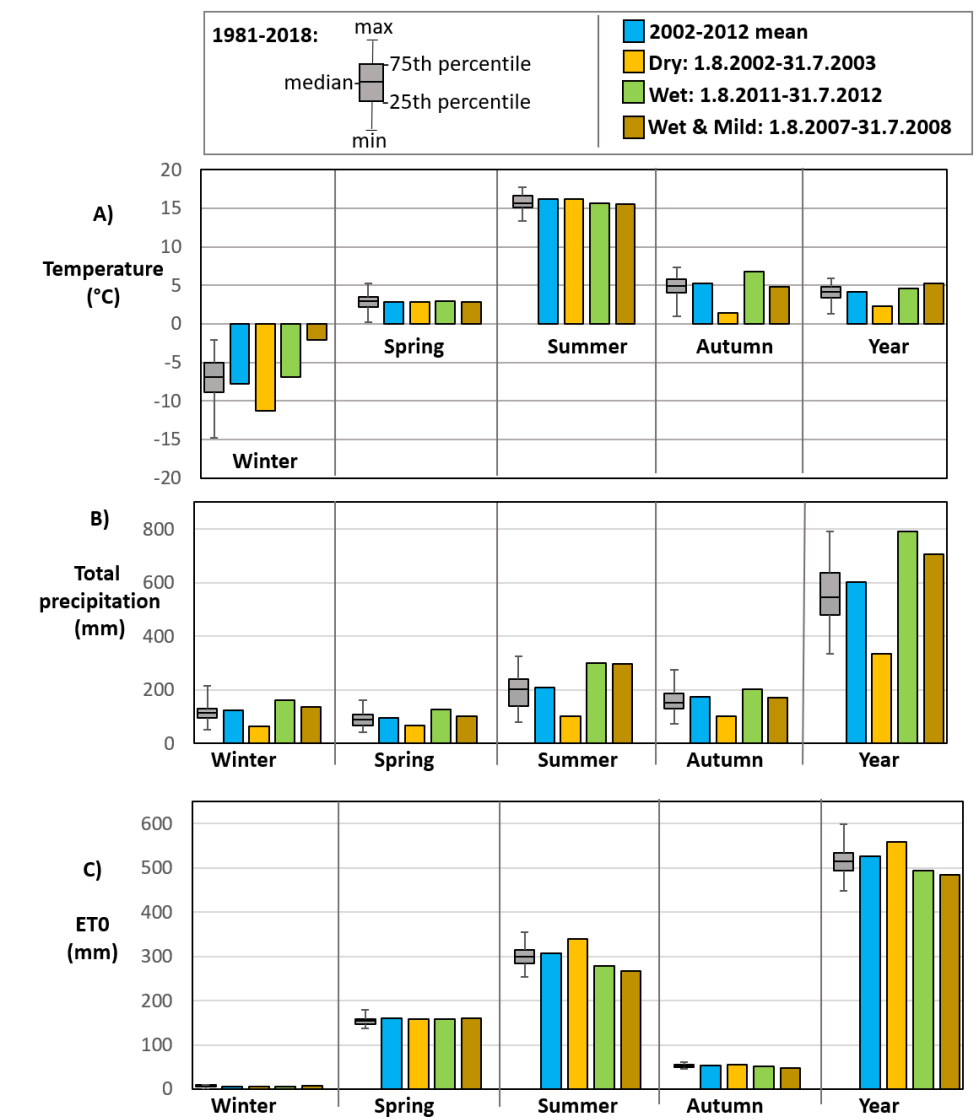 1981-2018:
max
75th percentile
median
25th percentile
min
2002-2012 mean
Dry: 1.8.2002-31.7.2003
Wet: 1.8.2011-31.7.2012
Wet & Mild: 1.8.2007-31.7.2008
A)
Temperature
(°C)
20
15
10
5
0
-5
-10
-15
-20
Winter
Spring
Summer
Autumn
Year
B)
Total
precipitation
(mm)
800
600
400
200
0
Winter
Spring
Summer
Autumn
Year
C)
ET0
(mm)
600
500
400
300
200
100
0
Winter
Spring
Summer
Autumn
Year